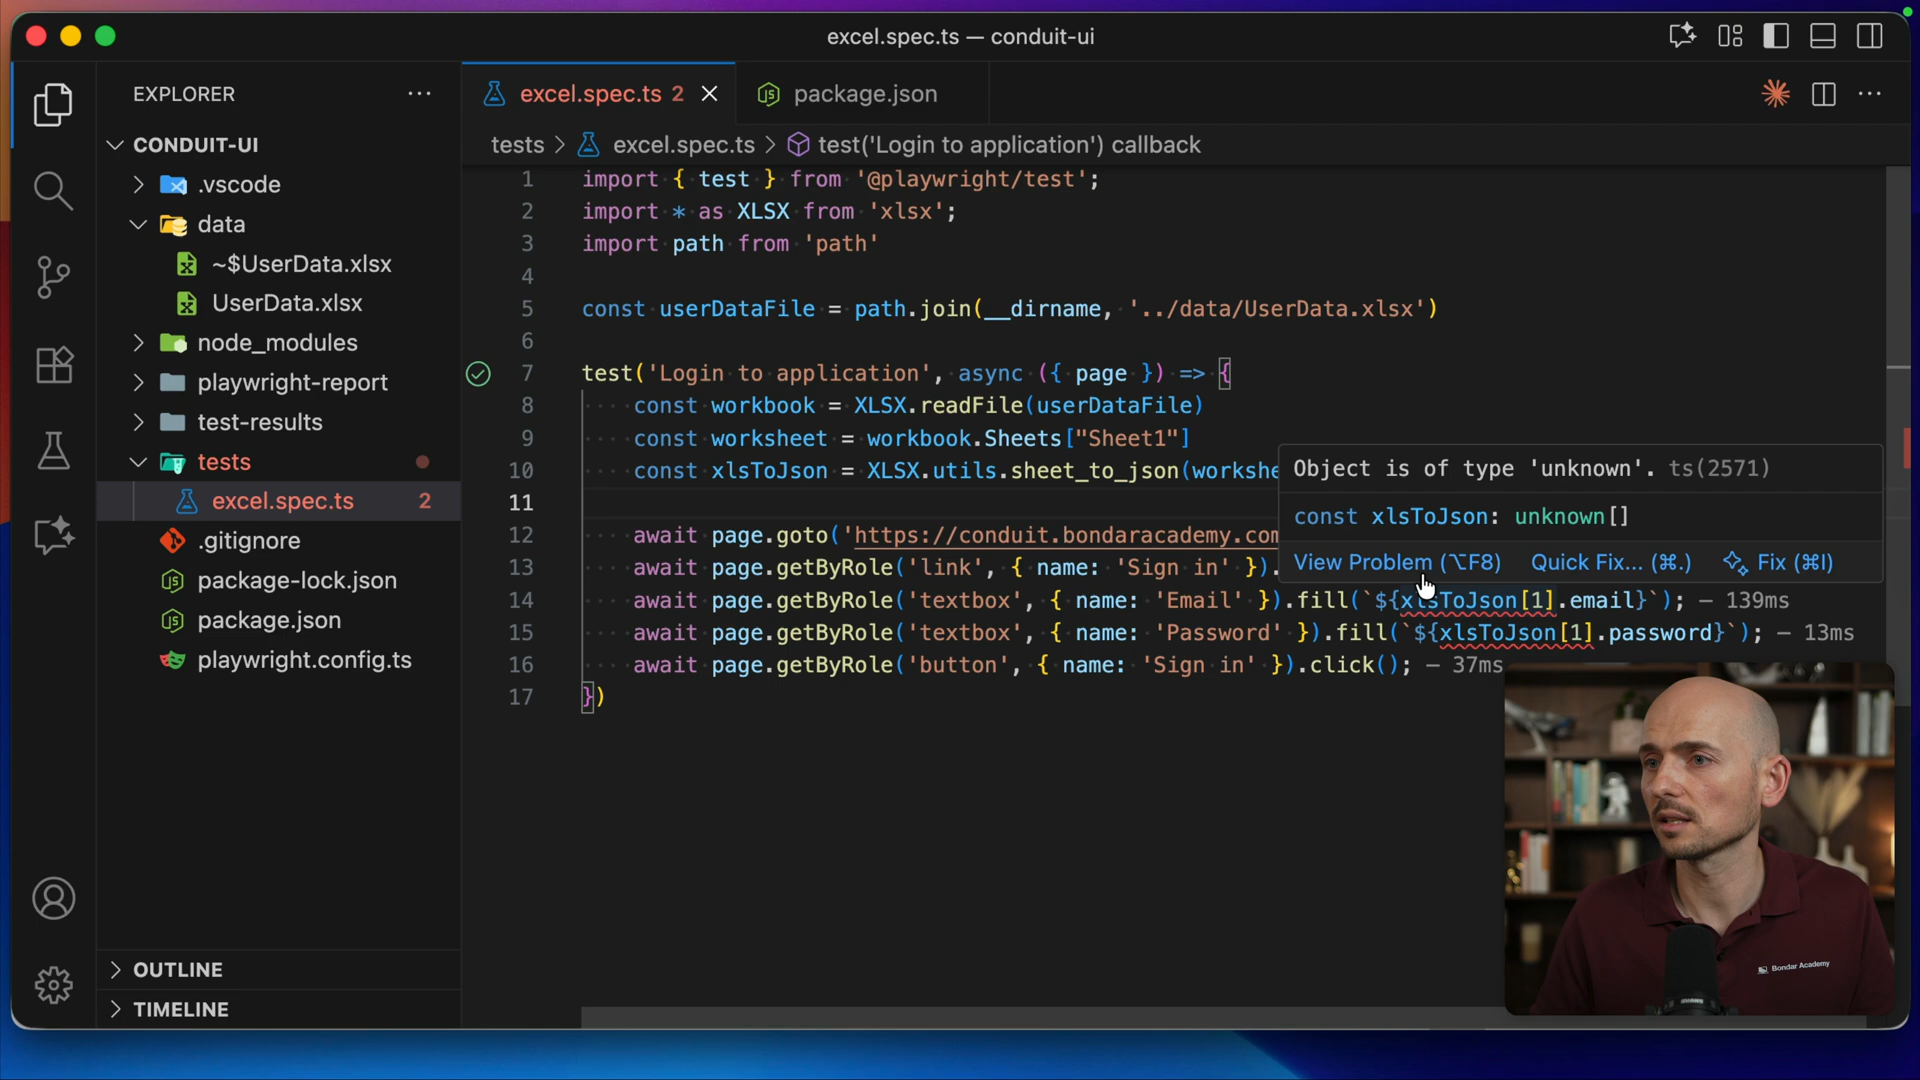 excel.spec.ts — conduit-ui
EXPLORER
excel.spec.ts 2
package.json
CONDUIT-UI
tests > excel.spec.ts > test('Login to application') callback
.vscode
data
~$UserData.xlsx
UserData.xlsx
node_modules
playwright-report
test-results
tests
excel.spec.ts 2
.gitignore
package-lock.json
package.json
playwright.config.ts
OUTLINE
TIMELINE
1 import { test } from '@playwright/test';
2 import * as XLSX from 'xlsx';
3 import path from 'path'
4
5 const userDataFile = path.join(__dirname, '../data/UserData.xlsx')
6
7 test('Login to application', async ({ page }) => {
8 const workbook = XLSX.readFile(userDataFile)
9 const worksheet = workbook.Sheets["Sheet1"]
10 const xlsToJson = XLSX.utils.sheet_to_json(workshe
11
12 await page.goto('https://conduit.bondaracademy.com
13 await page.getByRole('link', { name: 'Sign in' }).
14 await page.getByRole('textbox', { name: 'Email' }).fill(`${xlsToJson[1].email}`); — 139ms
15 await page.getByRole('textbox', { name: 'Password' }).fill(`${xlsToJson[1].password}`); — 13ms
16 await page.getByRole('button', { name: 'Sign in' }).click(); — 37ms
17 })
Object is of type 'unknown'. ts(2571)
const xlsToJson: unknown[]
View Problem (⌥F8) Quick Fix... (⌘.) Fix (⌘I)
Bondar Academy